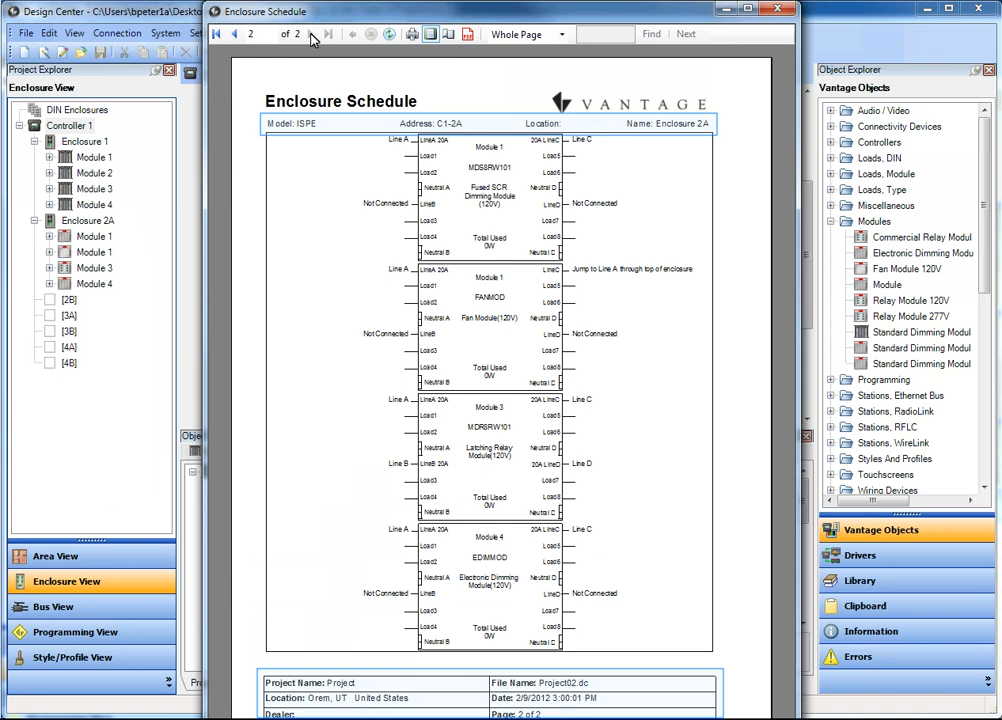 Design Center - C:\Users\bpeter1a\Deskto
File Edit View Connection System Set
Project Explorer
Enclosure View
DIN Enclosures
Controller 1
Enclosure 1
Module 1
Module 2
Module 3
Module 4
Enclosure 2A
Module 1
Module 1
Module 3
Module 4
[2B]
[3A]
[3B]
[4A]
[4B]
Area View
Enclosure View
Bus View
Programming View
Style/Profile View
»
Obje
Pr
Enclosure Schedule
2 of 2 Whole Page Find Next
Enclosure Schedule
VANTAGE
Model: ISPE Address: C1-2A Location: Name: Enclosure 2A
Line A LineA 20A Module 1 20A LineC Line C
Load1 Load5
Load2 MDS8RW101 Load6
Neutral A Fused SCR Dimming Module (120V) Neutral D
Not Connected LineB LineD Not Connected
Load3 Load7
Load4 Total Used 0W Load8
Neutral B Neutral D
Line A LineA 20A Module 1 LineC Jump to Line A through top of enclosure
Load1 Load5
Load2 FANMOD Load6
Neutral A Fan Module(120V) Neutral D
Not Connected LineB LineD Not Connected
Load3 Load7
Load4 Total Used 0W Load8
Neutral B Neutral D
Line A LineA 20A Module 3 20A LineC Line C
Load1 Load5
Load2 MDR8RW101 Load6
Neutral A Latching Relay Module(120V) Neutral D
Line B LineB 20A 20A LineD Line D
Load3 Load7
Load4 Total Used 0W Load8
Neutral B Neutral D
Line A LineA 20A Module 4 20A LineC Line C
Load1 Load5
Load2 EDIMMOD Load6
Neutral A Electronic Dimming Module(120V) Neutral D
Not Connected LineB LineD Not Connected
Load3 Load7
Load4 Total Used 0W Load8
Neutral B Neutral D
Project Name: Project File Name: Project02.dc
Location: Orem, UT United States Date: 2/9/2012 3:00:01 PM
Dealer: Page: 2 of 2
Object Explorer
Vantage Objects
Audio / Video
Connectivity Devices
Controllers
Loads, DIN
Loads, Module
Loads, Type
Miscellaneous
Modules
Commercial Relay Modul
Electronic Dimming Modu
Fan Module 120V
Module
Relay Module 120V
Relay Module 277V
Standard Dimming Modul
Standard Dimming Modul
Standard Dimming Modul
Programming
Stations, Ethernet Bus
Stations, RadioLink
Stations, RFLC
Stations, WireLink
Styles And Profiles
Touchscreens
Wiring Devices
Vantage Objects
Drivers
Library
Clipboard
Information
Errors
»